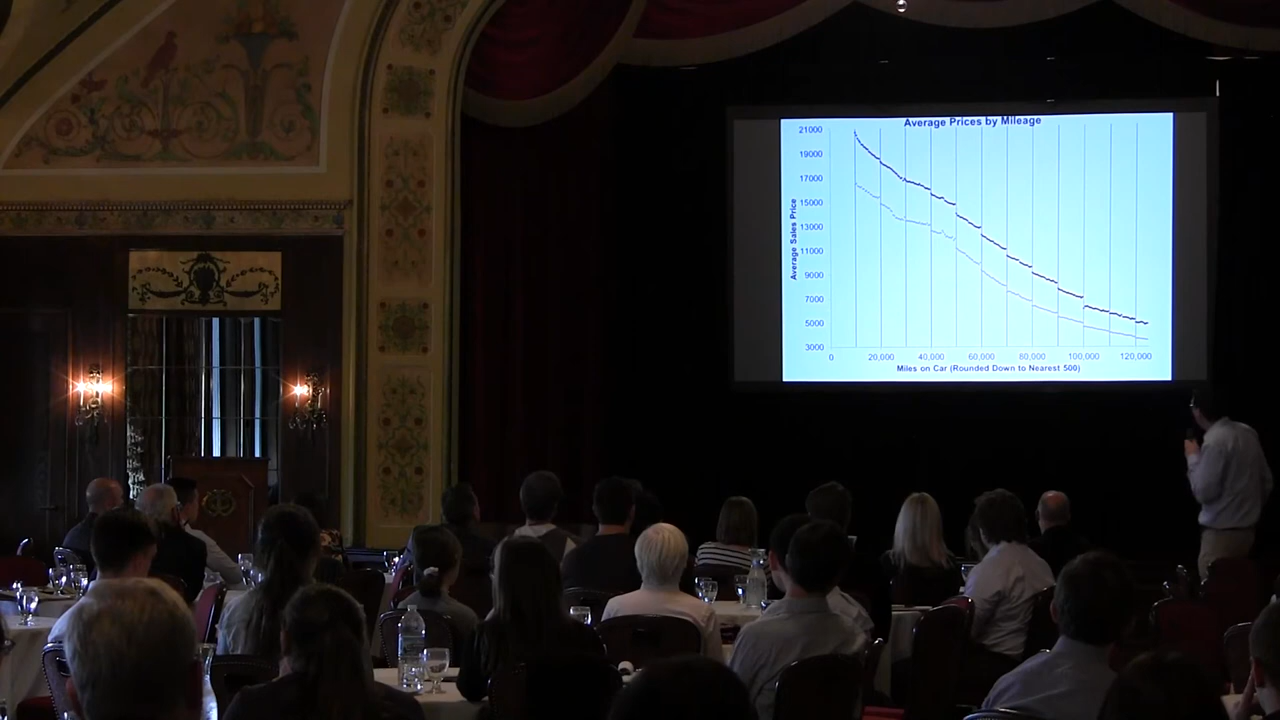 Average Prices by Mileage
21000
19000
17000
15000
13000
11000
9000
7000
5000
3000
Average Sales Price
0 20,000 40,000 60,000 80,000 100,000 120,000
Miles on Car (Rounded Down to Nearest 500)